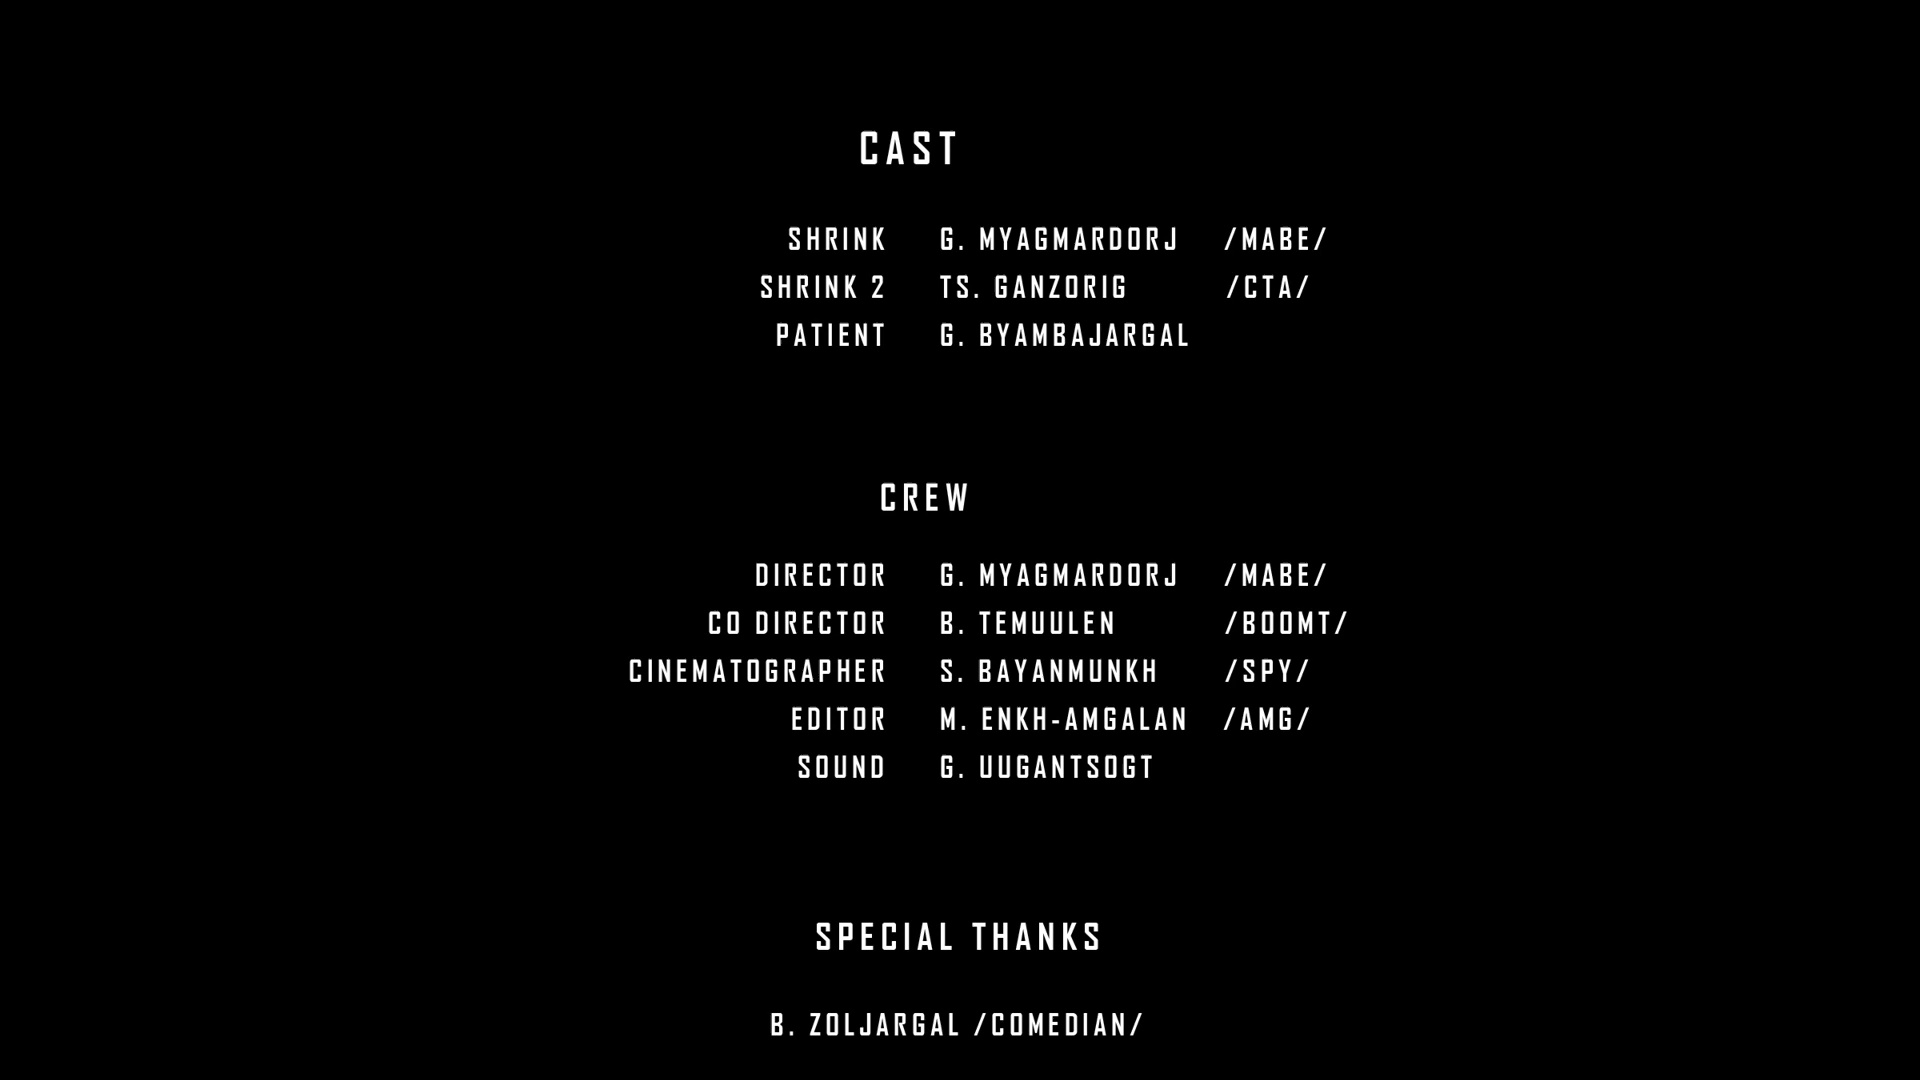 CAST
SHRINK G. MYAGMARDORJ /MABE/
SHRINK 2 TS. GANZORIG /CTA/
PATIENT G. BYAMBAJARGAL
CREW
DIRECTOR G. MYAGMARDORJ /MABE/
CO DIRECTOR B. TEMUULEN /BOOMT/
CINEMATOGRAPHER S. BAYANMUNKH /SPY/
EDITOR M. ENKH-AMGALAN /AMG/
SOUND G. UUGANTSOGT
SPECIAL THANKS
B. ZOLJARGAL /COMEDIAN/